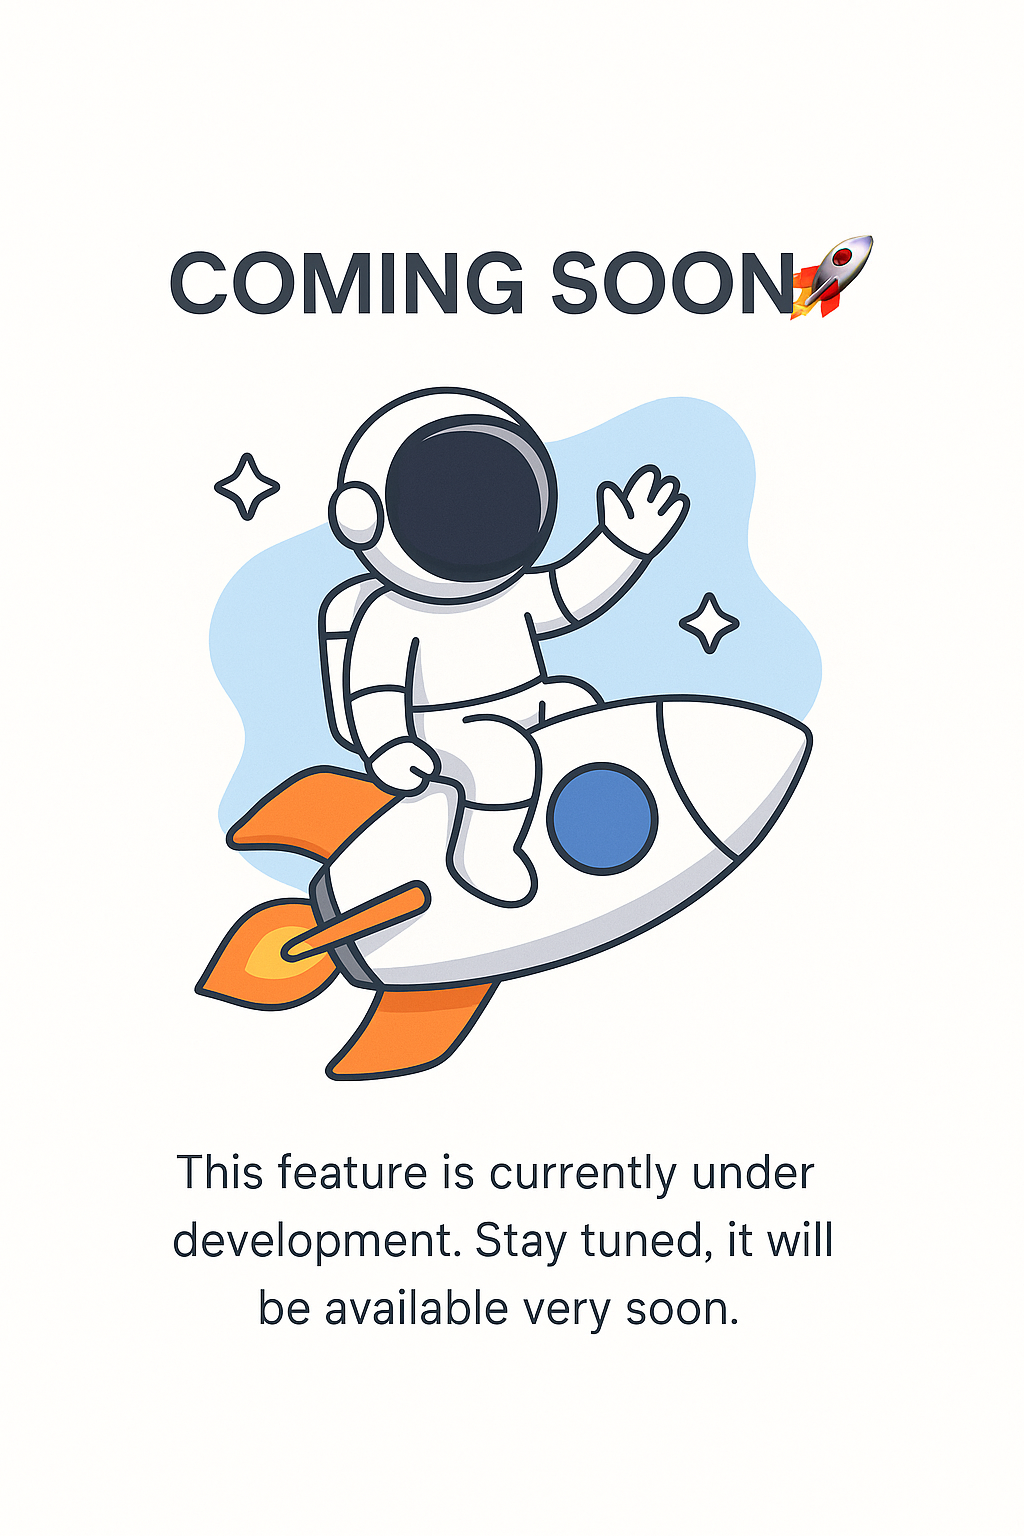 COMING SOON🚀
This feature is currently under
development. Stay tuned, it will
be available very soon.